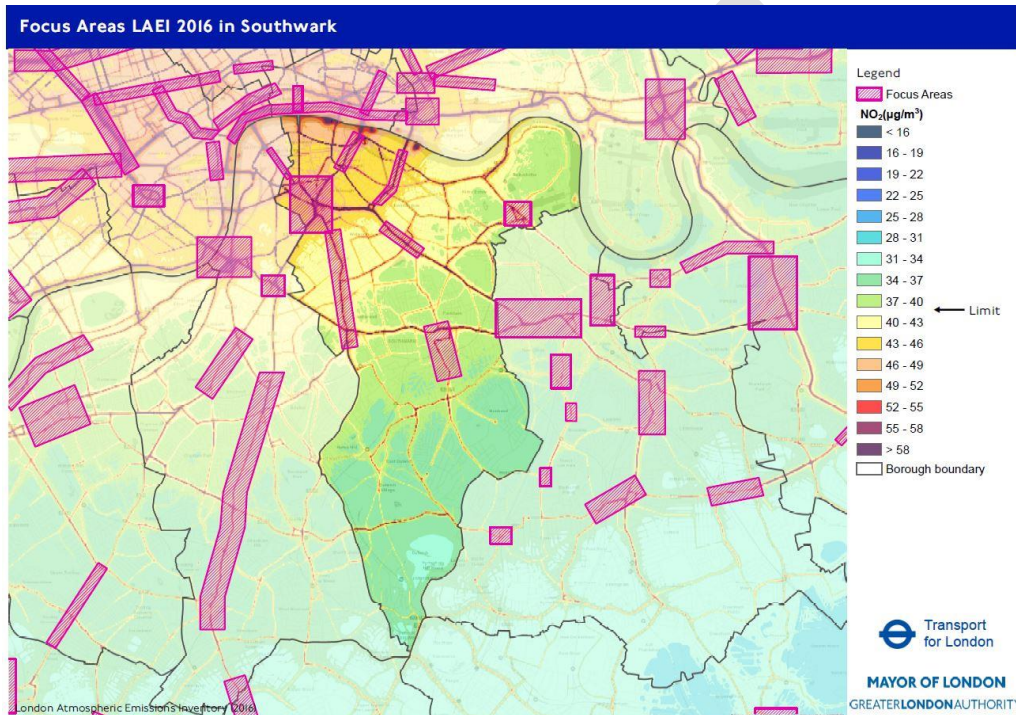 Focus Areas LAEI 2016 in Southwark
Legend
Focus Areas
NO₂(µg/m³)
< 16
16 - 19
19 - 22
22 - 25
25 - 28
28 - 31
31 - 34
34 - 37
37 - 40
Limit
40 - 43
43 - 46
46 - 49
49 - 52
52 - 55
55 - 58
> 58
Borough boundary
SOUTHWARK
Transport
for London
MAYOR OF LONDON
GREATERLONDONAUTHORITY
London Atmospheric Emissions Inventory (2016)